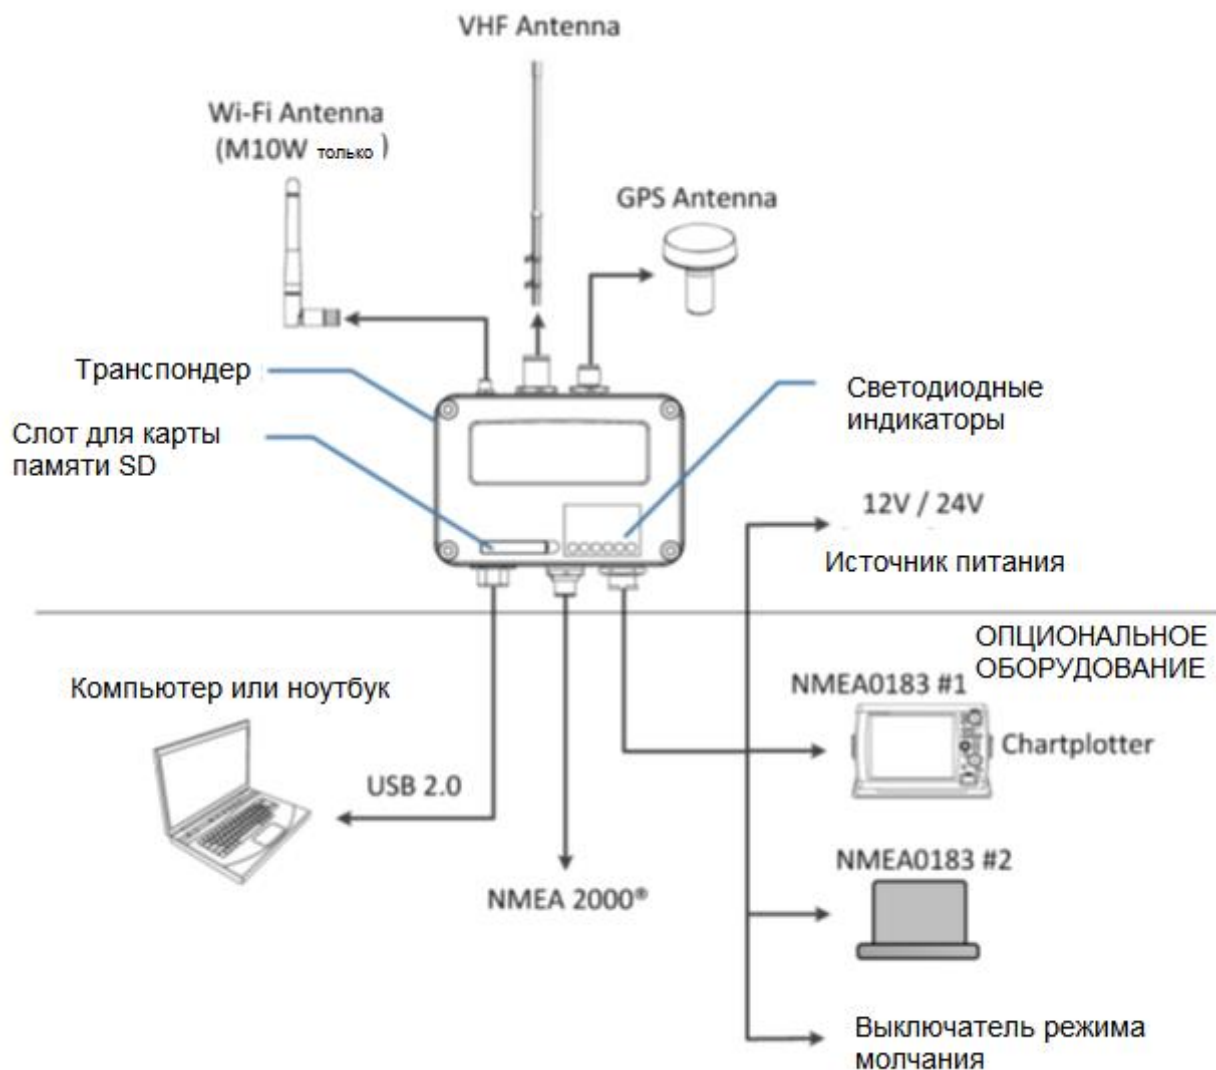 VHF Antenna
Wi-Fi Antenna
(M10W только)
GPS Antenna
Транспондер
Светодиодные
индикаторы
Слот для карты
памяти SD
12V / 24V
Источник питания
ОПЦИОНАЛЬНОЕ
ОБОРУДОВАНИЕ
Компьютер или ноутбук
NMEA0183 #1
Chartplotter
USB 2.0
NMEA0183 #2
NMEA 2000®
Выключатель режима
молчания